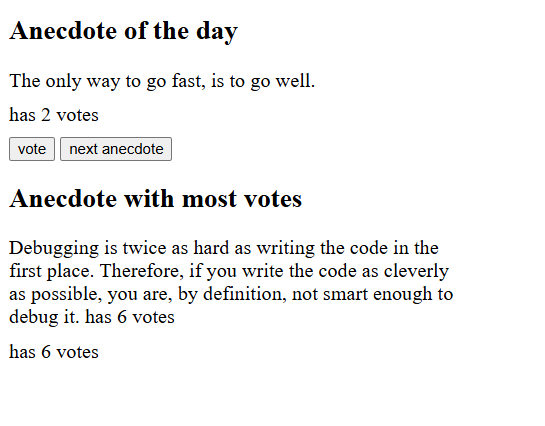 Anecdote of the day
The only way to go fast, is to go well.
has 2 votes
vote next anecdote
Anecdote with most votes
Debugging is twice as hard as writing the code in the
first place. Therefore, if you write the code as cleverly
as possible, you are, by definition, not smart enough to
debug it. has 6 votes
has 6 votes